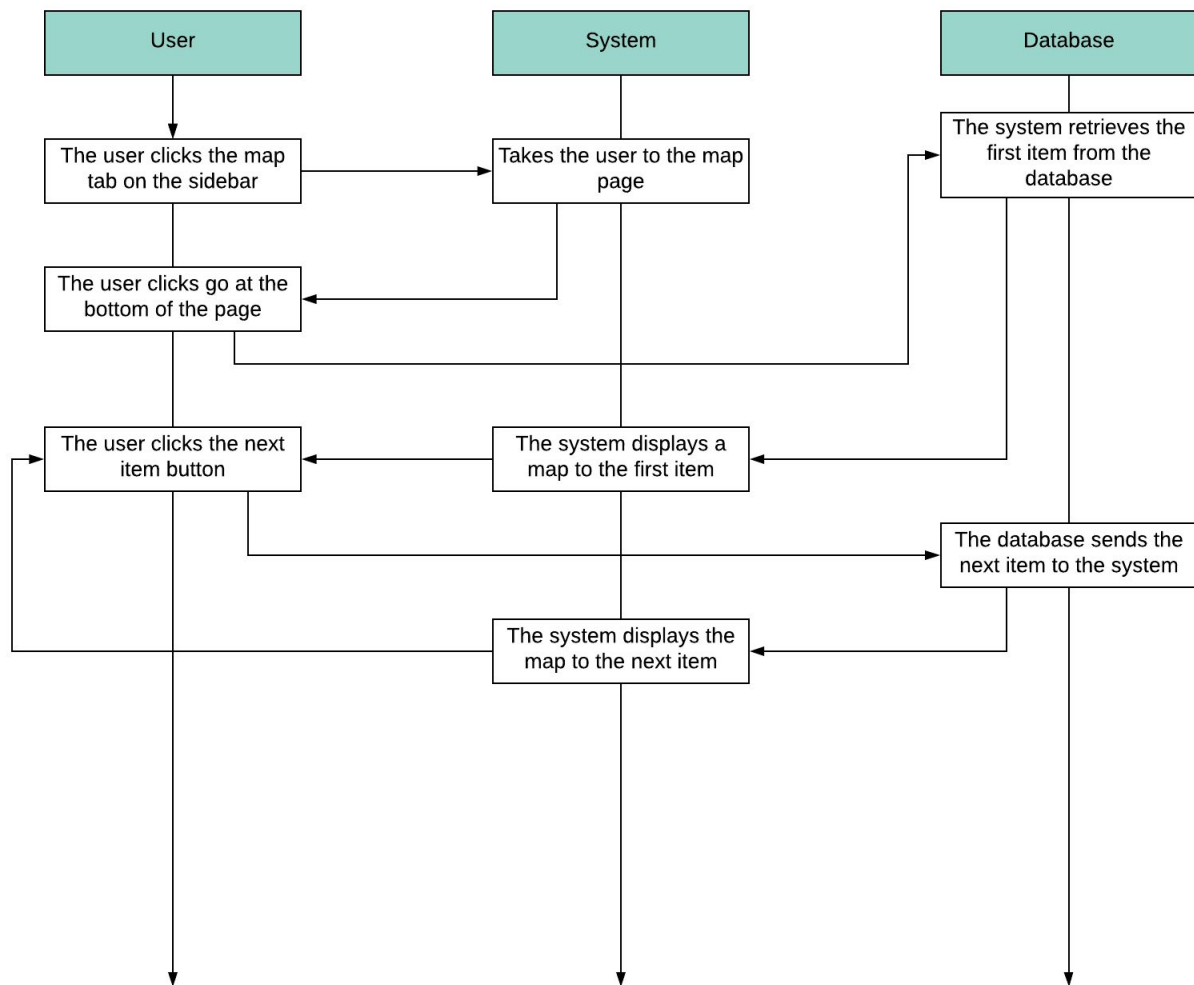 User
System
Database
The user clicks the map
tab on the sidebar
Takes the user to the map
page
The system retrieves the
first item from the
database
The user clicks go at the
bottom of the page
The user clicks the next
item button
The system displays a
map to the first item
The database sends the
next item to the system
The system displays the
map to the next item